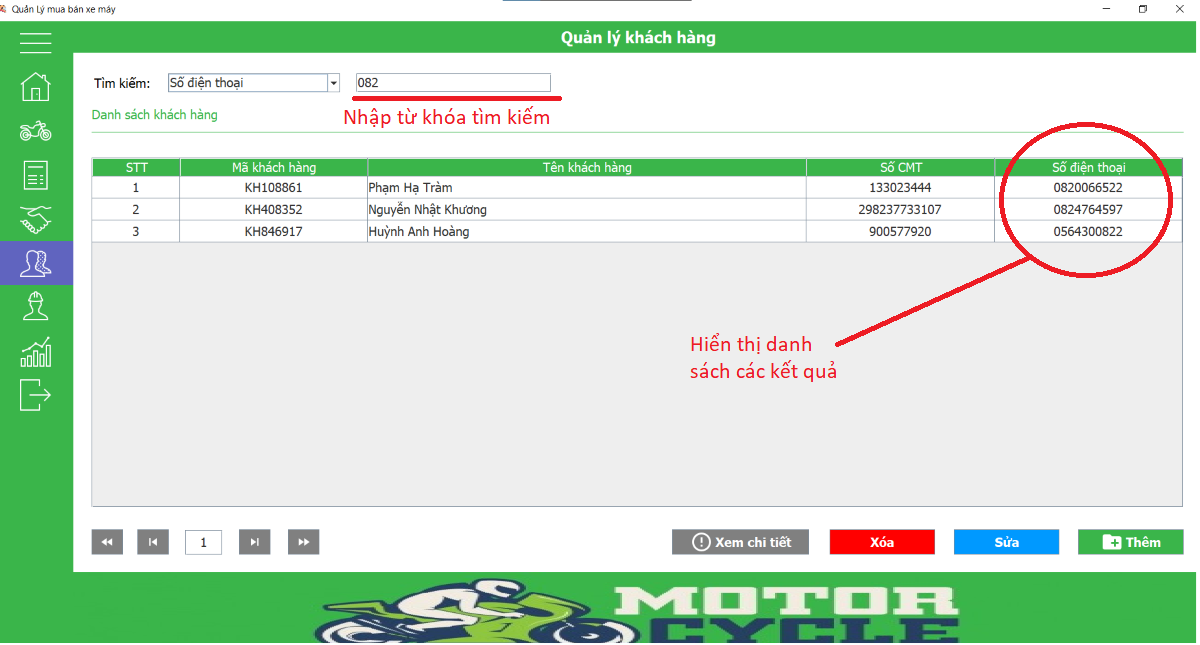 Quản Lý mua bán xe máy
Quản lý khách hàng
Tìm kiếm: Số điện thoại 082
Nhập từ khóa tìm kiếm
Danh sách khách hàng
STT Mã khách hàng Tên khách hàng Số CMT Số điện thoại
1 KH108861 Phạm Hạ Tràm 133023444 0820066522
2 KH408352 Nguyễn Nhật Khương 298237733107 0824764597
3 KH846917 Huỳnh Anh Hoàng 900577920 0564300822
Hiển thị danh
sách các kết quả
1 Xem chi tiết Xóa Sửa Thêm
MOTOR
CYCLE